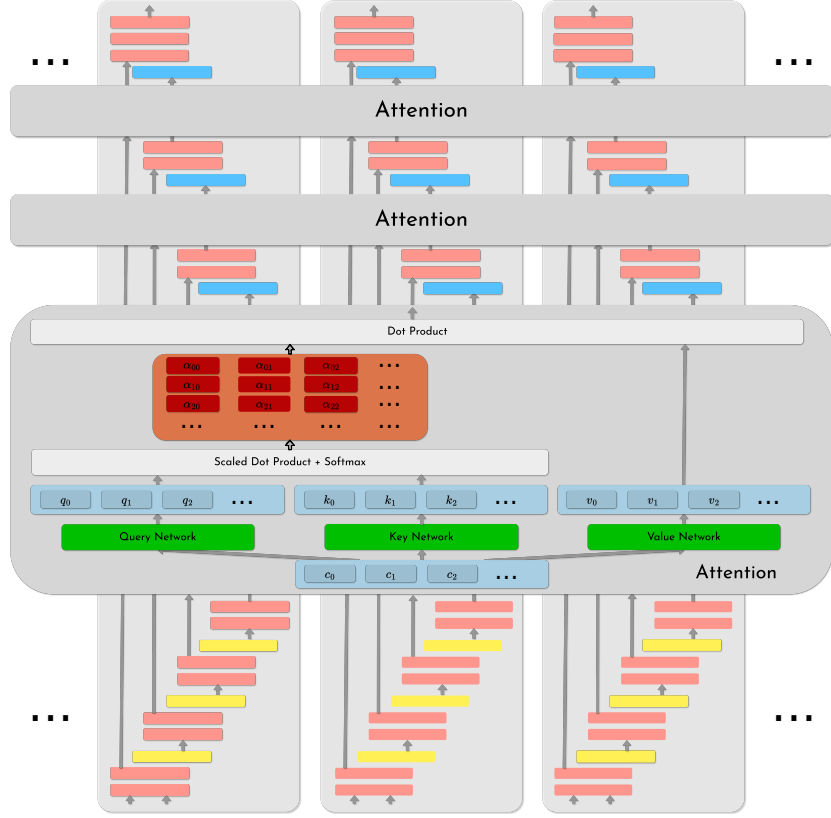 ...
...
Attention
Attention
Dot Product
α₀₀ α₀₁ α₀₂ ...
α₁₀ α₁₁ α₁₂ ...
α₂₀ α₂₁ α₂₂ ...
... ... ... ...
Scaled Dot Product + Softmax
q₀ q₁ q₂ ...
k₀ k₁ k₂ ...
v₀ v₁ v₂ ...
Query Network
Key Network
Value Network
c₀ c₁ c₂ ...
Attention
...
...